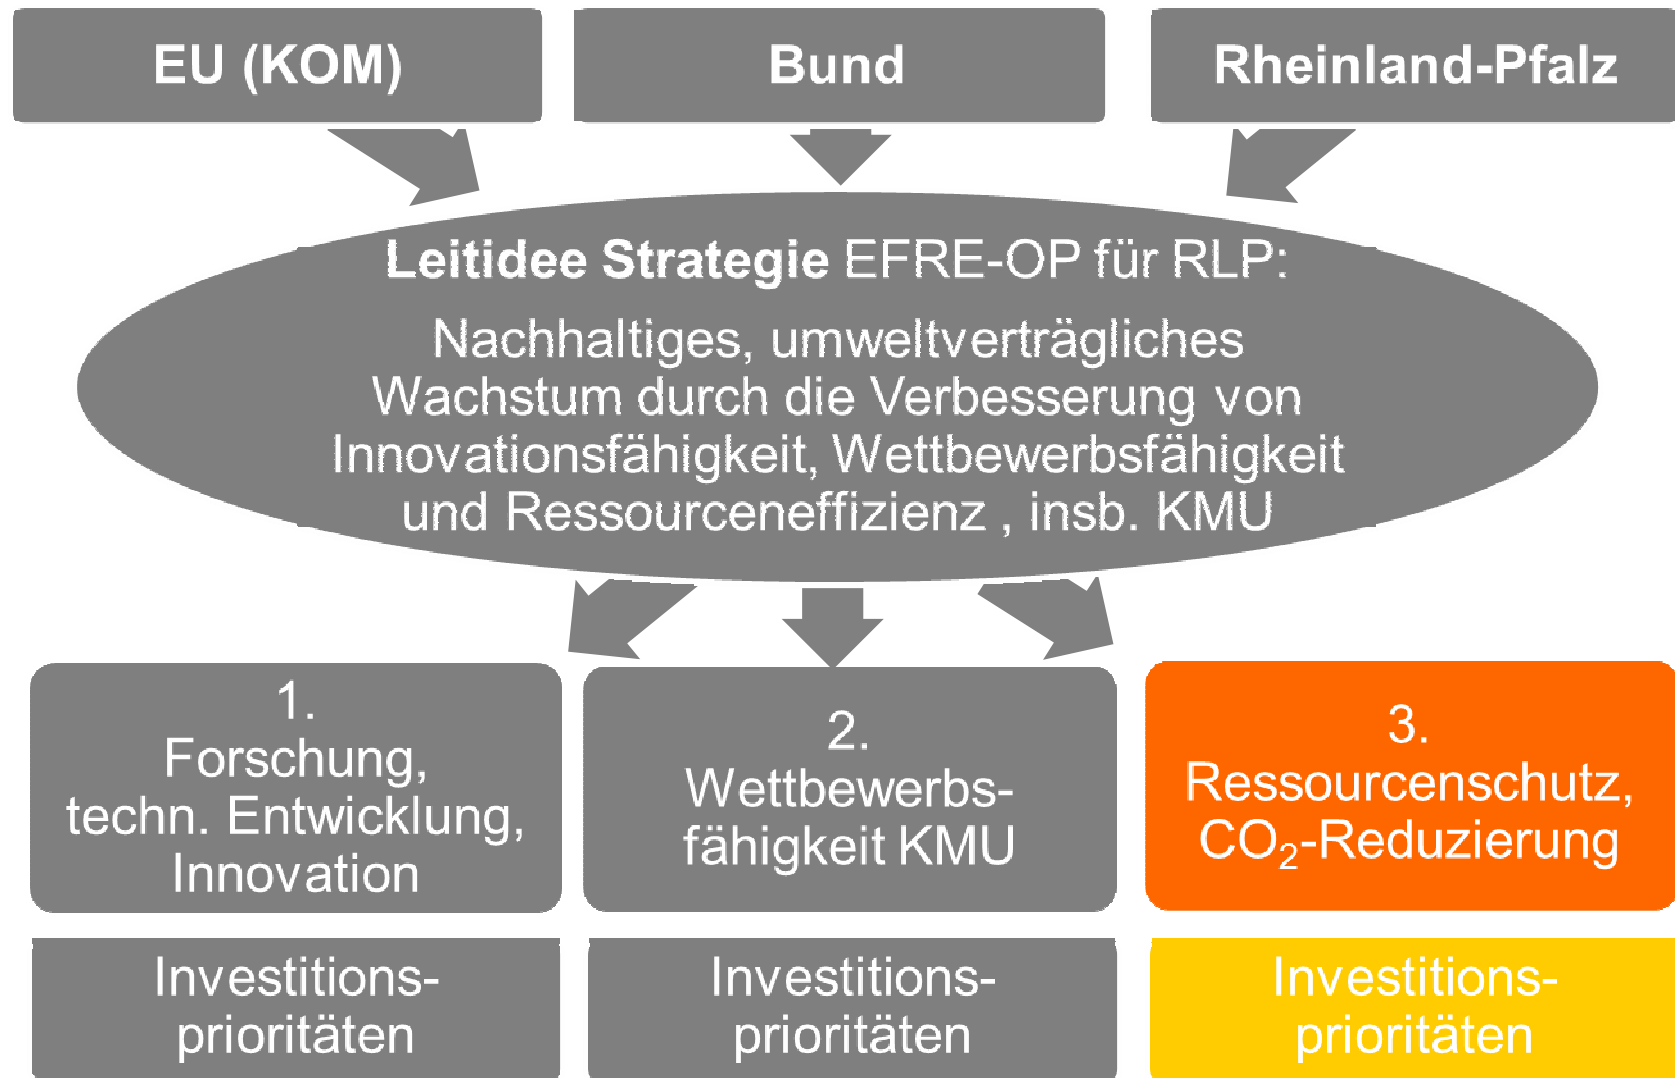 EU (KOM)
Bund
Rheinland-Pfalz
Leitidee Strategie EFRE-OP für RLP:
Nachhaltiges, umweltverträgliches
Wachstum durch die Verbesserung von
Innovationsfähigkeit, Wettbewerbsfähigkeit
und Ressourceneffizienz , insb. KMU
1.
Forschung,
techn. Entwicklung,
Innovation
2.
Wettbewerbs-
fähigkeit KMU
3.
Ressourcenschutz,
CO₂-Reduzierung
Investitions-
prioritäten
Investitions-
prioritäten
Investitions-
prioritäten